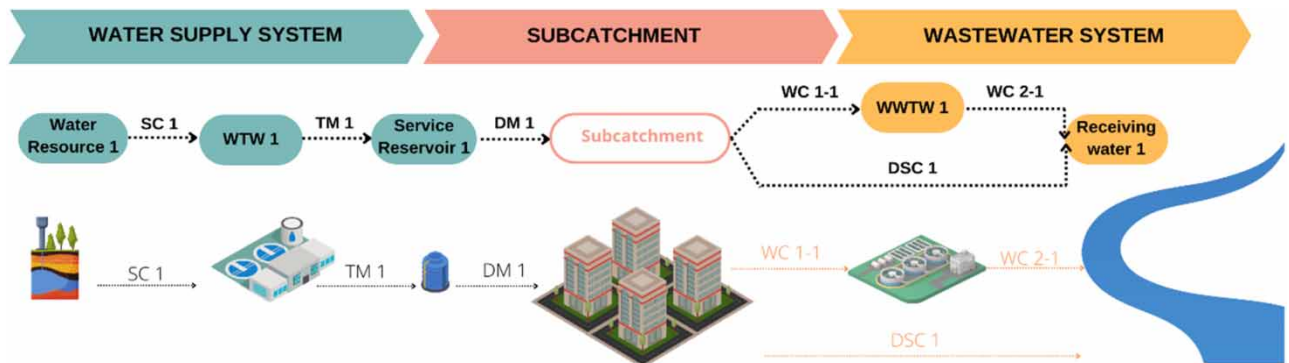 WATER SUPPLY SYSTEM
SUBCATCHMENT
WASTEWATER SYSTEM
Water
Resource 1
SC 1
WTW 1
TM 1
Service
Reservoir 1
DM 1
Subcatchment
WC 1-1
WWTW 1
WC 2-1
DSC 1
Receiving
water 1
SC 1
TM 1
DM 1
WC 1-1
WC 2-1
DSC 1